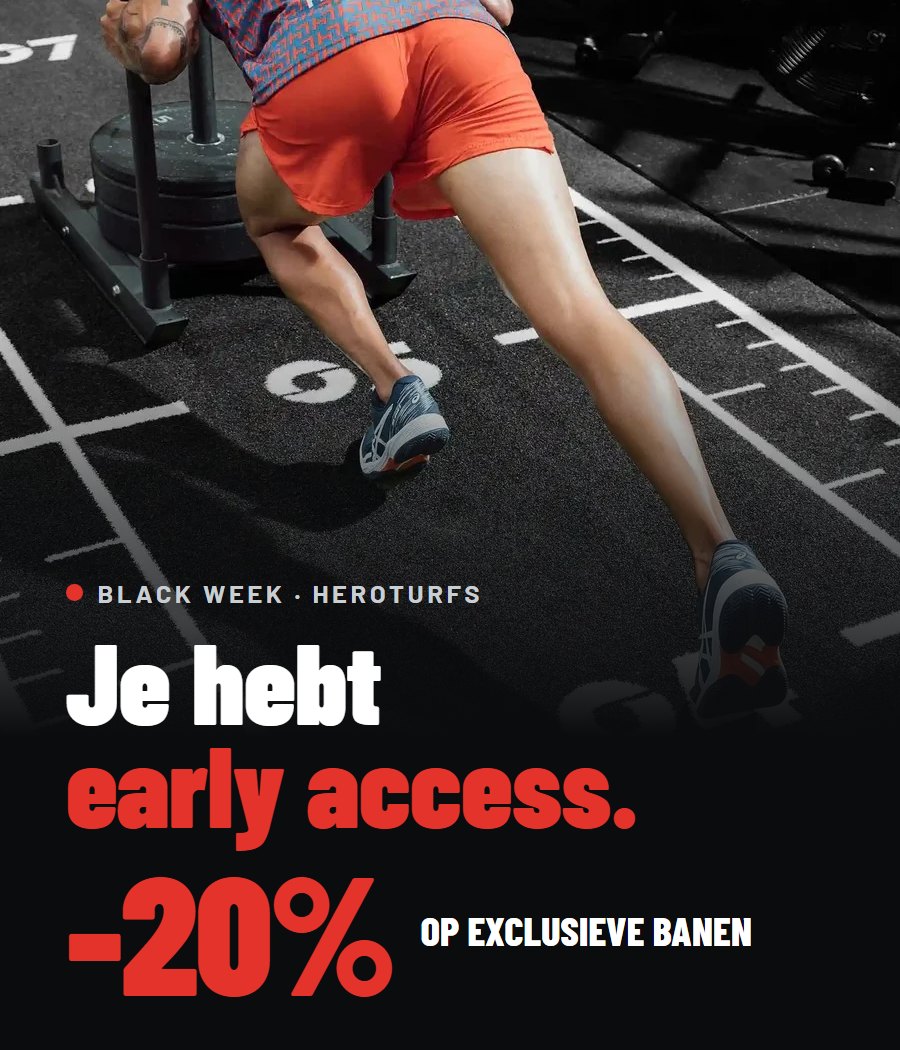 BLACK WEEK · HEROTURFS
Je hebt
early access.
-20%
OP EXCLUSIEVE BANEN